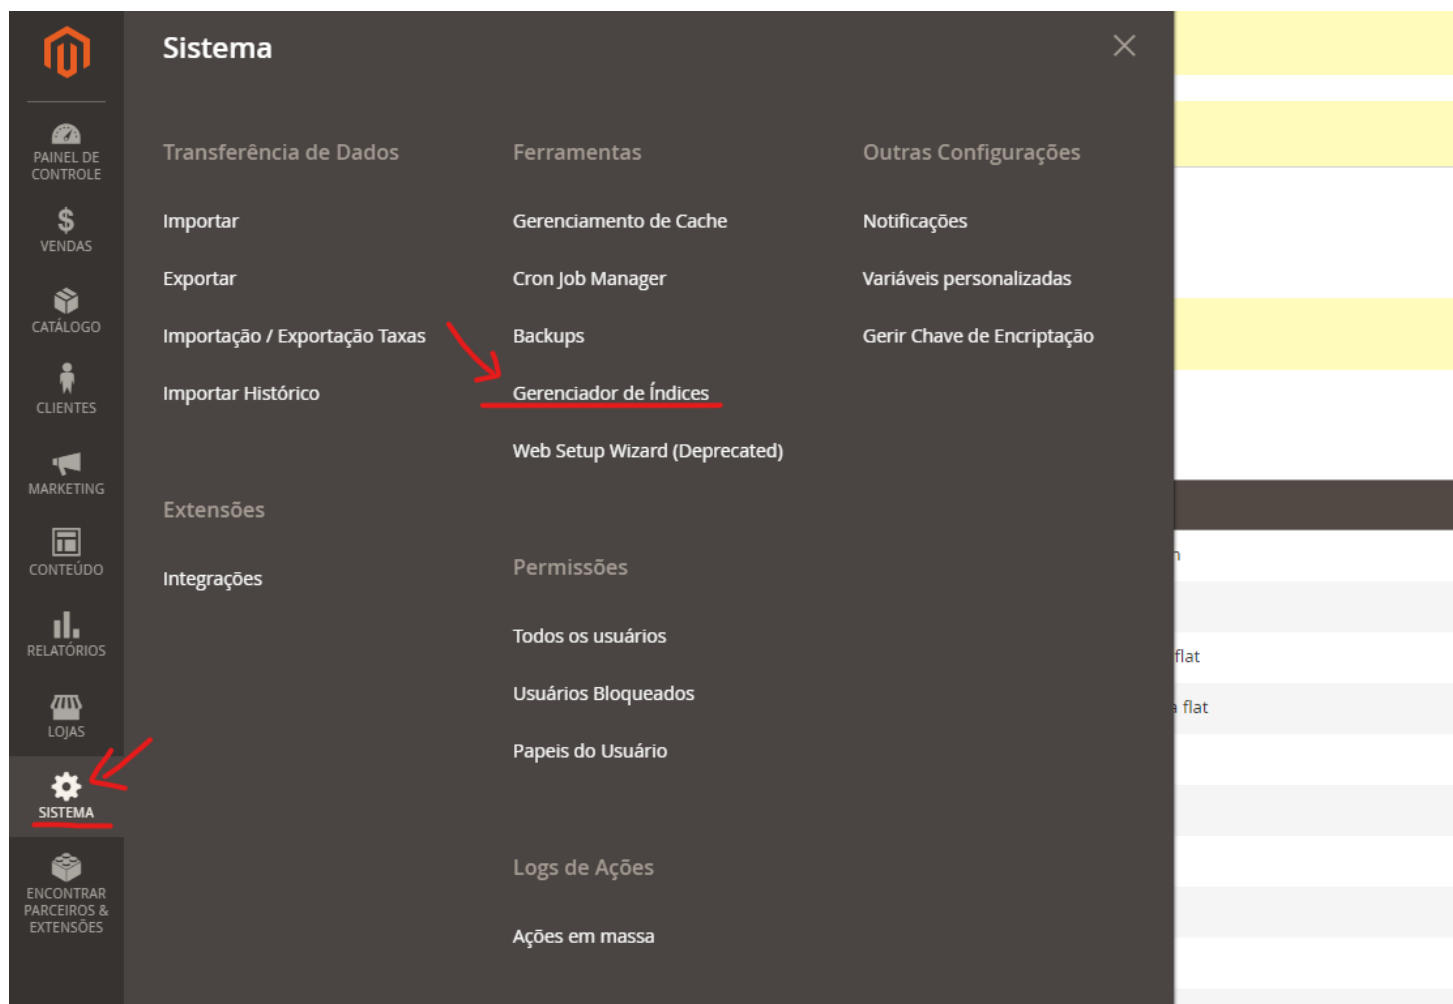 PAINEL DE
CONTROLE
VENDAS
CATÁLOGO
CLIENTES
MARKETING
CONTEÚDO
RELATÓRIOS
LOJAS
SISTEMA
ENCONTRAR
PARCEIROS &
EXTENSÕES
Sistema
Transferência de Dados
Importar
Exportar
Importação / Exportação Taxas
Importar Histórico
Extensões
Integrações
Ferramentas
Gerenciamento de Cache
Cron Job Manager
Backups
Gerenciador de Índices
Web Setup Wizard (Deprecated)
Permissões
Todos os usuários
Usuários Bloqueados
Papeis do Usuário
Logs de Ações
Ações em massa
Outras Configurações
Notificações
Variáveis personalizadas
Gerir Chave de Encriptação
flat
flat